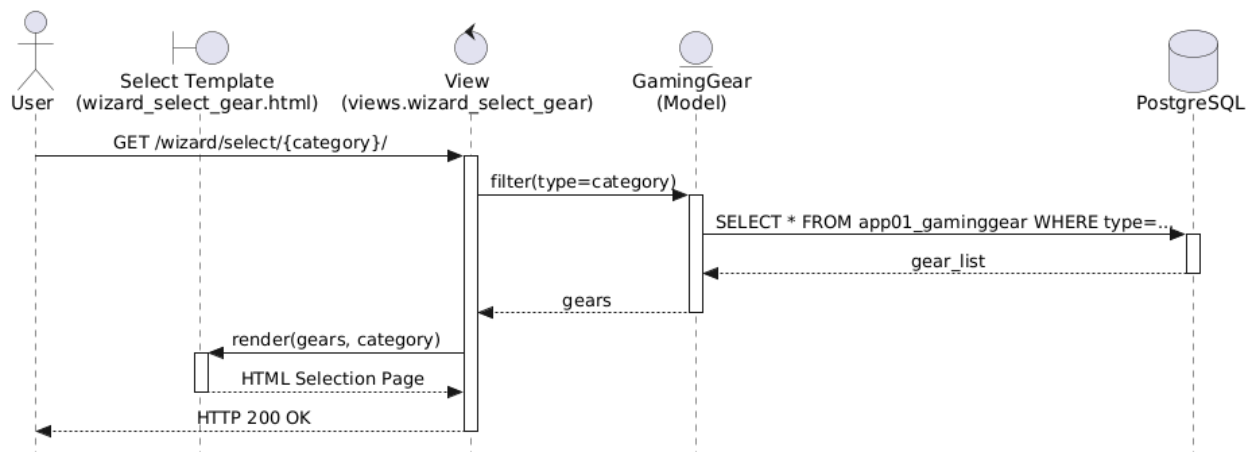 User
Select Template
(wizard_select_gear.html)
View
(views.wizard_select_gear)
GamingGear
(Model)
PostgreSQL
GET /wizard/select/{category}/
filter(type=category)
SELECT * FROM app01_gaminggear WHERE type=...
gear_list
gears
render(gears, category)
HTML Selection Page
HTTP 200 OK